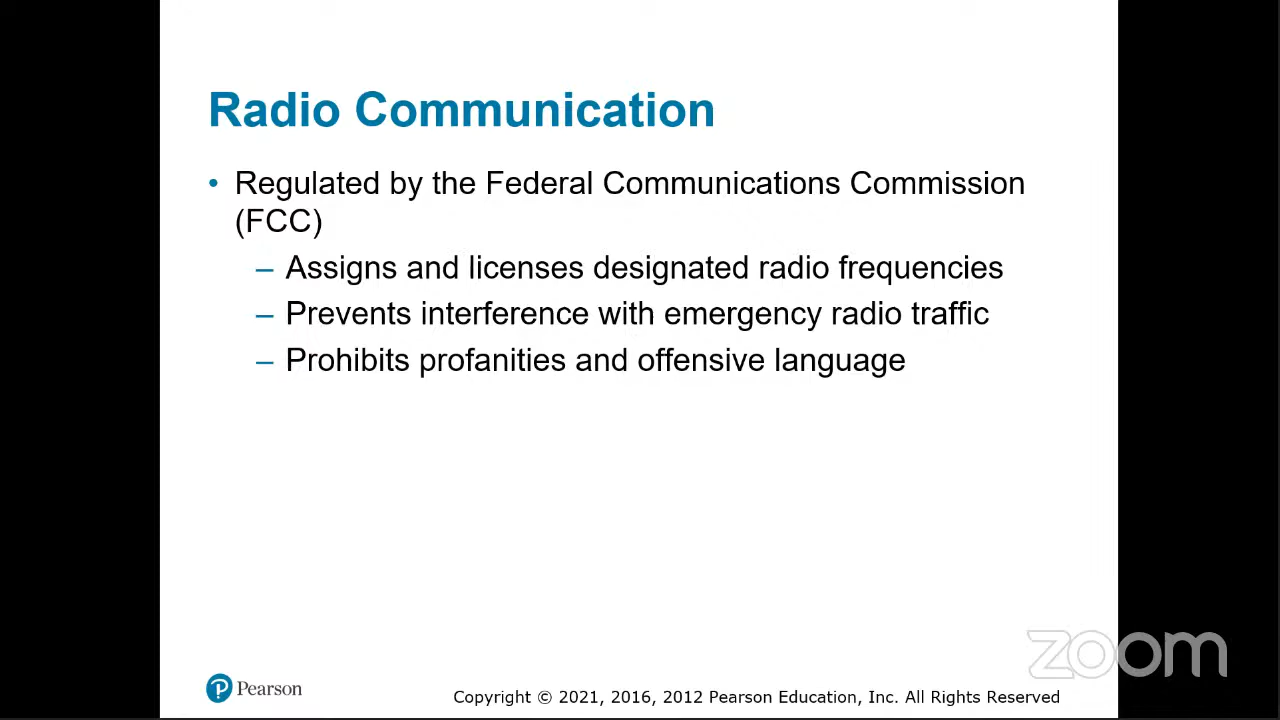 Radio Communication
• Regulated by the Federal Communications Commission
(FCC)
– Assigns and licenses designated radio frequencies
– Prevents interference with emergency radio traffic
– Prohibits profanities and offensive language
zoom
Pearson
Copyright © 2021, 2016, 2012 Pearson Education, Inc. All Rights Reserved